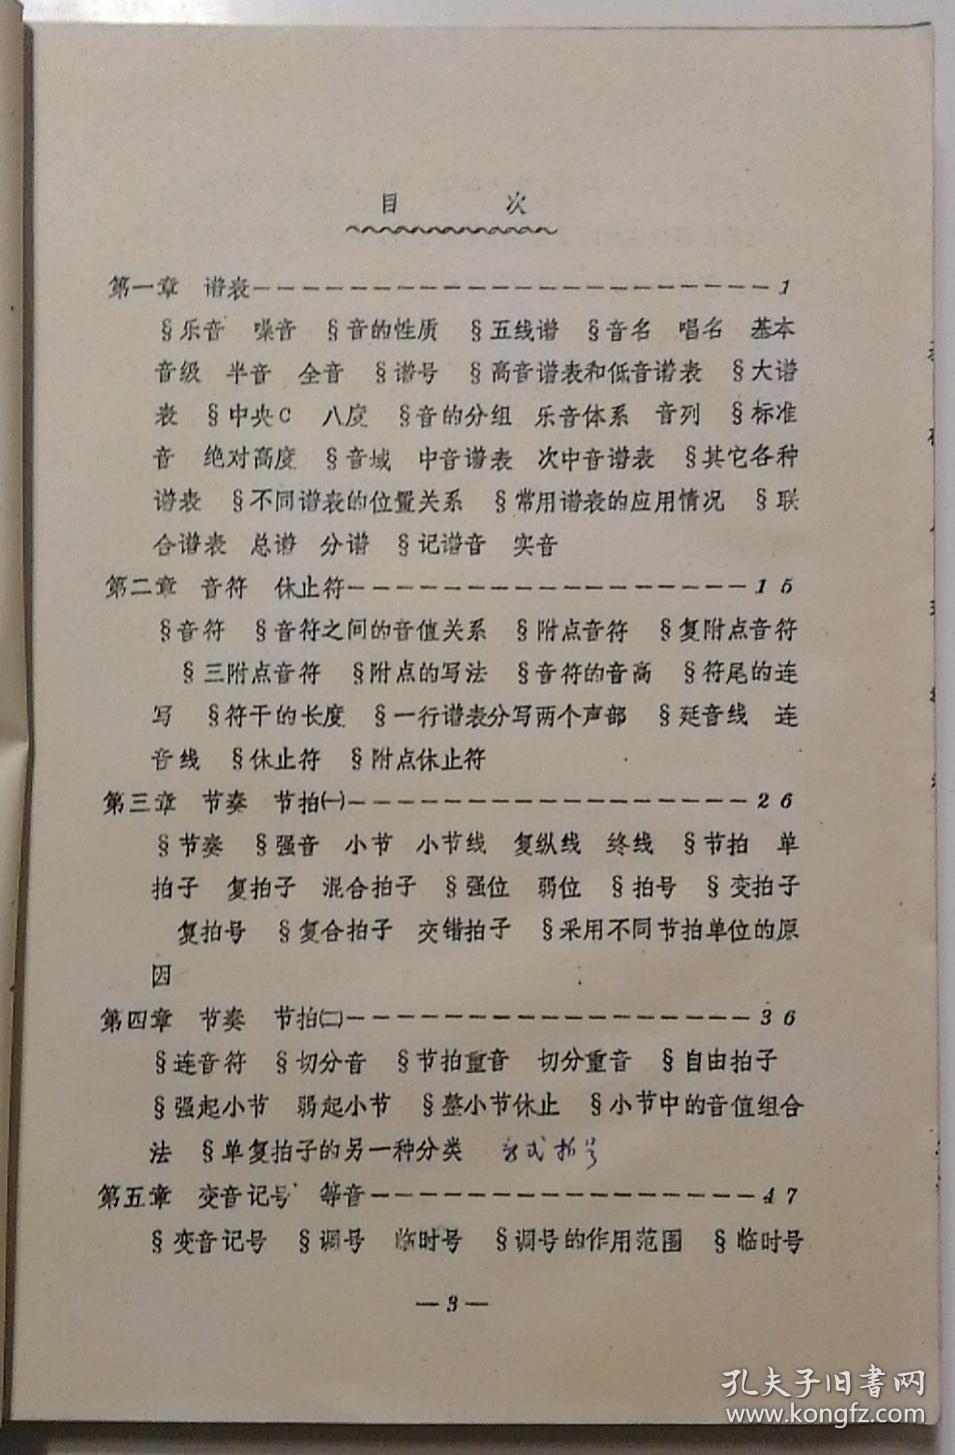 目 次
第一章 谱表----------------------1
§乐音 噪音 §音的性质 §五线谱 §音名 唱名 基本
音级 半音 全音 §谱号 §高音谱表和低音谱表 §大谱
表 §中央C 八度 §音的分组 乐音体系 音列 §标准
音 绝对高度 §音域 中音谱表 次中音谱表 §其它各种
谱表 §不同谱表的位置关系 §常用谱表的应用情况 §联
合谱表 总谱 分谱 §记谱音 实音
第二章 音符 休止符-----------------15
§音符 §音符之间的音值关系 §附点音符 §复附点音符
§三附点音符 §附点的写法 §音符的音高 §符尾的连
写 §符干的长度 §一行谱表分写两个声部 §延音线 连
音线 §休止符 §附点休止符
第三章 节奏 节拍㈠-----------------26
§节奏 §强音 小节 小节线 复纵线 终线 §节拍 单
拍子 复拍子 混合拍子 §强位 弱位 §拍号 §变拍子
复拍号 §复合拍子 交错拍子 §采用不同节拍单位的原
因
第四章 节奏 节拍㈡-----------------36
§连音符 §切分音 §节拍重音 切分重音 §自由拍子
§强起小节 弱起小节 §整小节休止 §小节中的音值组合
法 §单复拍子的另一种分类 拍号
第五章 变音记号 等音----------------47
§变音记号 §调号 临时号 §调号的作用范围 §临时号
—3—
孔夫子旧書网
www.kongfz.com